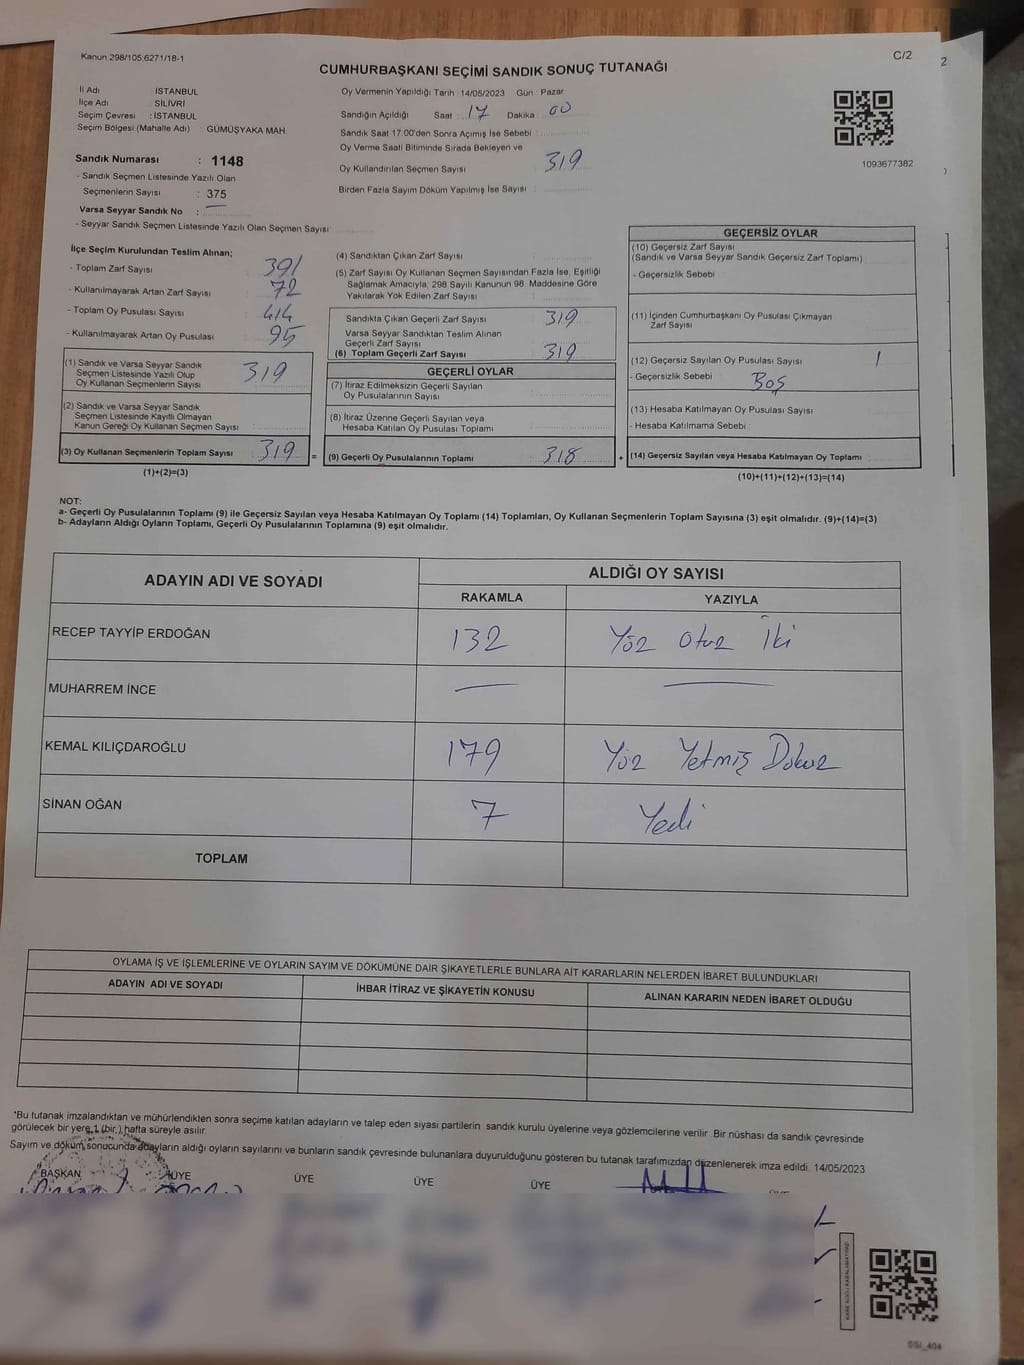 Kanun 298/105;6271/18-1
C/2
2
CUMHURBAŞKANI SEÇİMİ SANDIK SONUÇ TUTANAĞI
İl Adı : İSTANBUL
İlçe Adı : SİLİVRİ
Seçim Çevresi : İSTANBUL
Seçim Bölgesi (Mahalle Adı) : GÜMÜŞYAKA MAH.
Sandık Numarası : 1148
- Sandık Seçmen Listesinde Yazılı Olan
Seçmenlerin Sayısı : 375
Varsa Seyyar Sandık No : —
- Seyyar Sandık Seçmen Listesinde Yazılı Olan Seçmen Sayısı:
Oy Vermenin Yapıldığı Tarih : 14/05/2023 Gün : Pazar
Sandığın Açıldığı Saat : 17 Dakika : 00
Sandık Saat 17.00'den Sonra Açımış İse Sebebi :
Oy Verme Saati Bitiminde Sırada Bekleyen ve
Oy Kullandırılan Seçmen Sayısı : 319
Birden Fazla Sayım Döküm Yapılmış İse Sayısı :
1093677382
İlçe Seçim Kurulundan Teslim Alınan;
- Toplam Zarf Sayısı : 391
- Kullanılmayarak Artan Zarf Sayısı : 72
- Toplam Oy Pusulası Sayısı : 414
- Kullanılmayarak Artan Oy Pusulası : 95
(1) Sandık ve Varsa Seyyar Sandık
Seçmen Listesinde Yazılı Olup
Oy Kullanan Seçmenlerin Sayısı : 319
(2) Sandık ve Varsa Seyyar Sandık
Seçmen Listesinde Kayıtlı Olmayan
Kanun Gereği Oy Kullanan Seçmen Sayısı :
(3) Oy Kullanan Seçmenlerin Toplam Sayısı : 319
(1)+(2)=(3)
=
(4) Sandıktan Çıkan Zarf Sayısı :
(5) Zarf Sayısı Oy Kullanan Seçmen Sayısından Fazla İse, Eşitliği
Sağlamak Amacıyla, 298 Sayılı Kanunun 98. Maddesine Göre
Yakılarak Yok Edilen Zarf Sayısı :
Sandıkta Çıkan Geçerli Zarf Sayısı : 319
Varsa Seyyar Sandıktan Teslim Alınan
Geçerli Zarf Sayısı :
(6) Toplam Geçerli Zarf Sayısı : 319
GEÇERLİ OYLAR
(7) İtiraz Edilmeksizin Geçerli Sayılan
Oy Pusulalarının Sayısı :
(8) İtiraz Üzerine Geçerli Sayılan veya
Hesaba Katılan Oy Pusulası Toplamı :
(9) Geçerli Oy Pusulalarının Toplamı : 318
+
GEÇERSİZ OYLAR
(10) Geçersiz Zarf Sayısı
(Sandık ve Varsa Seyyar Sandık Geçersiz Zarf Toplamı) :
- Geçersizlik Sebebi :
(11) İçinden Cumhurbaşkanı Oy Pusulası Çıkmayan
Zarf Sayısı :
(12) Geçersiz Sayılan Oy Pusulası Sayısı : 1
- Geçersizlik Sebebi : Boş
(13) Hesaba Katılmayan Oy Pusulası Sayısı :
- Hesaba Katılmama Sebebi :
(14) Geçersiz Sayılan veya Hesaba Katılmayan Oy Toplamı :
(10)+(11)+(12)+(13)=(14)
NOT:
a- Geçerli Oy Pusulalarının Toplamı (9) ile Geçersiz Sayılan veya Hesaba Katılmayan Oy Toplamı (14) Toplamları, Oy Kullanan Seçmenlerin Toplam Sayısına (3) eşit olmalıdır. (9)+(14)=(3)
b- Adayların Aldığı Oyların Toplamı, Geçerli Oy Pusulalarının Toplamına (9) eşit olmalıdır.
ADAYIN ADI VE SOYADI
ALDIĞI OY SAYISI
RAKAMLA YAZIYLA
RECEP TAYYİP ERDOĞAN 132 Yüz Otuz İki
MUHARREM İNCE — —
KEMAL KILIÇDAROĞLU 179 Yüz Yetmiş Dokuz
SİNAN OĞAN 7 Yedi
TOPLAM
OYLAMA İŞ VE İŞLEMLERİNE VE OYLARIN SAYIM VE DÖKÜMÜNE DAİR ŞİKAYETLERLE BUNLARA AİT KARARLARIN NELERDEN İBARET BULUNDUKLARI
ADAYIN ADI VE SOYADI İHBAR İTİRAZ VE ŞİKAYETİN KONUSU ALINAN KARARIN NEDEN İBARET OLDUĞU
*Bu tutanak imzalandıktan ve mühürlendikten sonra seçime katılan adayların ve talep eden siyasi partilerin sandık kurulu üyelerine veya gözlemcilerine verilir. Bir nüshası da sandık çevresinde
görülecek bir yere 1 (bir.) hafta süreyle asılır.
Sayım ve döküm sonucunda adayların aldığı oyların sayılarını ve bunların sandık çevresinde bulunanlara duyurulduğunu gösteren bu tutanak tarafımızdan düzenlenerek imza edildi. 14/05/2023
BAŞKAN ÜYE ÜYE ÜYE ÜYE
SSI_404